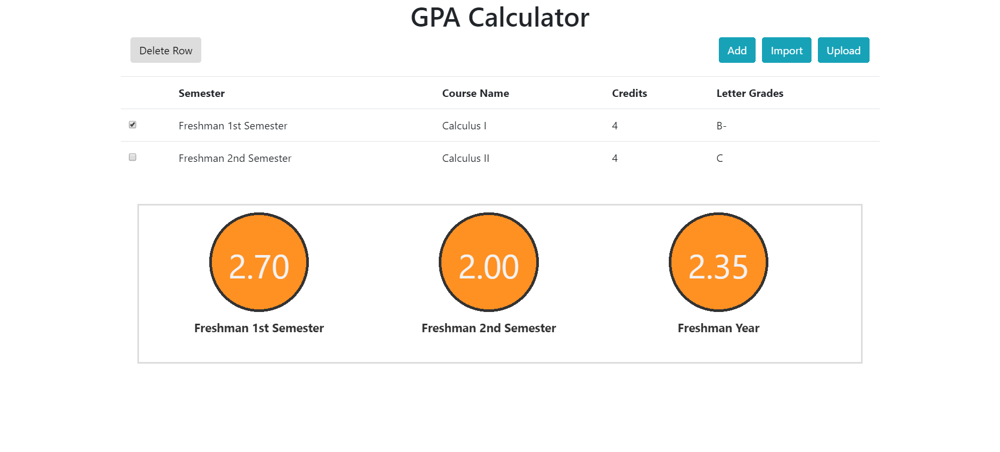 GPA Calculator
Delete Row Add Import Upload
Semester Course Name Credits Letter Grades
Freshman 1st Semester Calculus I 4 B-
Freshman 2nd Semester Calculus II 4 C
2.70 2.00 2.35
Freshman 1st Semester Freshman 2nd Semester Freshman Year